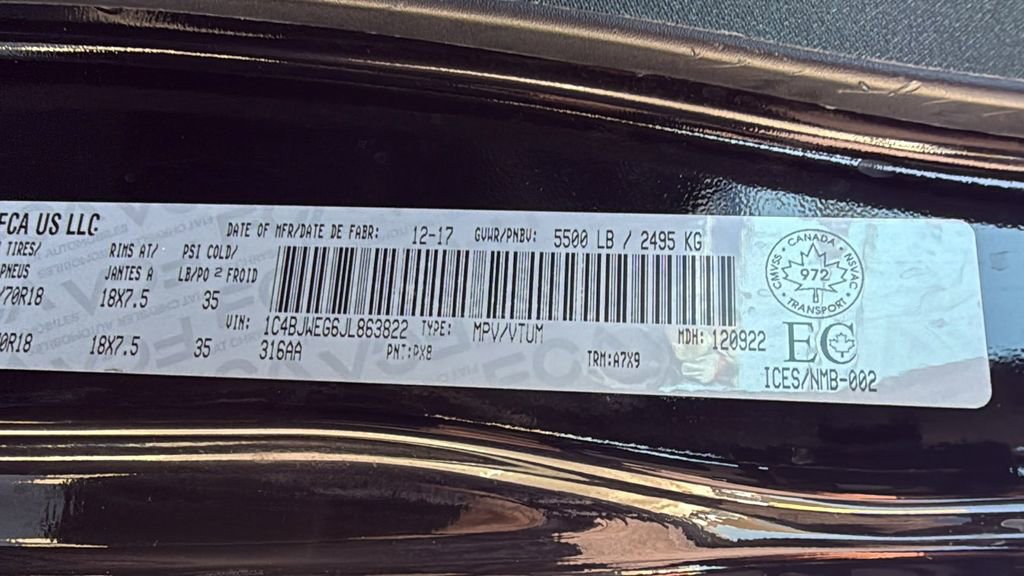 FCA US LLC
DATE OF MFR/DATE DE FABR: 12-17 GVWR/PNBV: 5500 LB / 2495 KG
TIRES/ RIMS AT/ PSI COLD/
PNEUS JANTES A LB/PO 2 FROID
/70R18 18X7.5 35
VIN: 1C4BJWEG6JL863822 TYPE: MPV/VTUM MDH: 120922
70R18 18X7.5 35 316AA PNT:PX8 TRM:A7X9
CANADA
CMVSS NSVAC
972
TRANSPORT
EC
ICES/NMB-002